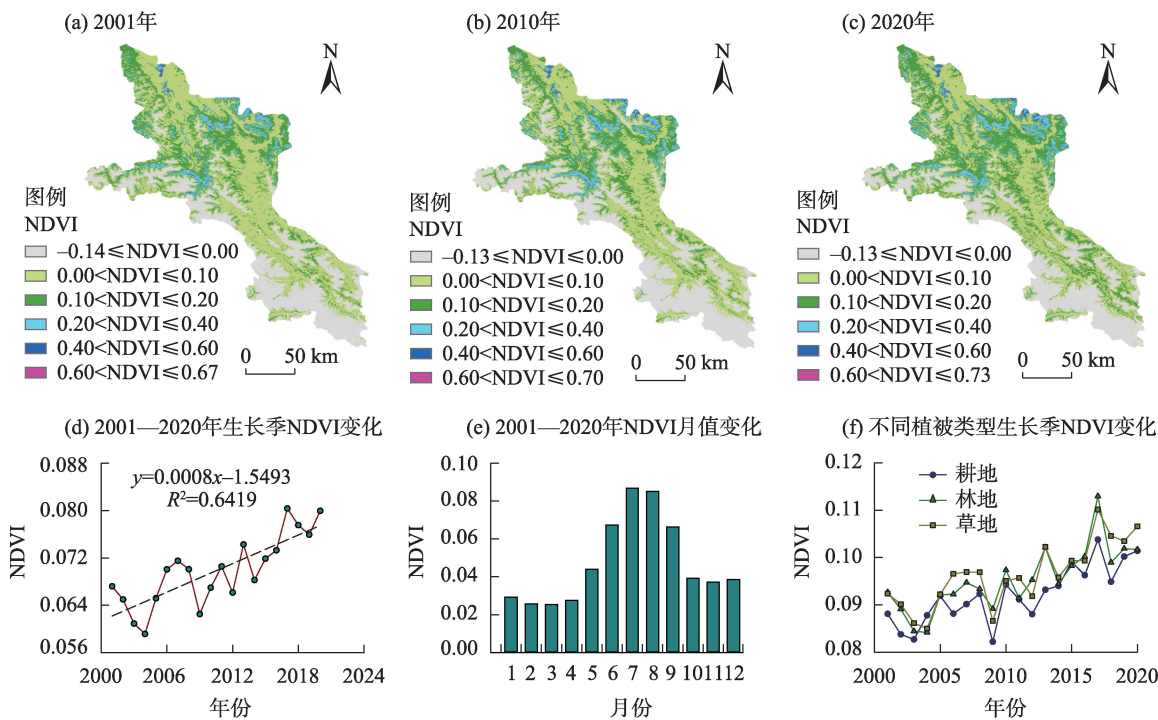 (a) 2001年
N
图例
NDVI
–0.14≤NDVI≤0.00
0.00<NDVI≤0.10
0.10<NDVI≤0.20
0.20<NDVI≤0.40
0.40<NDVI≤0.60
0.60<NDVI≤0.67
0 50 km
(b) 2010年
N
图例
NDVI
–0.13≤NDVI≤0.00
0.00<NDVI≤0.10
0.10<NDVI≤0.20
0.20<NDVI≤0.40
0.40<NDVI≤0.60
0.60<NDVI≤0.70
0 50 km
(c) 2020年
N
图例
NDVI
–0.13≤NDVI≤0.00
0.00<NDVI≤0.10
0.10<NDVI≤0.20
0.20<NDVI≤0.40
0.40<NDVI≤0.60
0.60<NDVI≤0.73
0 50 km
(d) 2001—2020年生长季NDVI变化
0.088
0.080
0.072
0.064
0.056
NDVI
y=0.0008x–1.5493
R²=0.6419
2000 2006 2012 2018 2024
年份
(e) 2001—2020年NDVI月值变化
0.10
0.08
0.06
0.04
0.02
0.00
NDVI
1 2 3 4 5 6 7 8 9 10 11 12
月份
(f) 不同植被类型生长季NDVI变化
0.12
0.11
0.10
0.09
0.08
NDVI
耕地
林地
草地
2000 2005 2010 2015 2020
年份